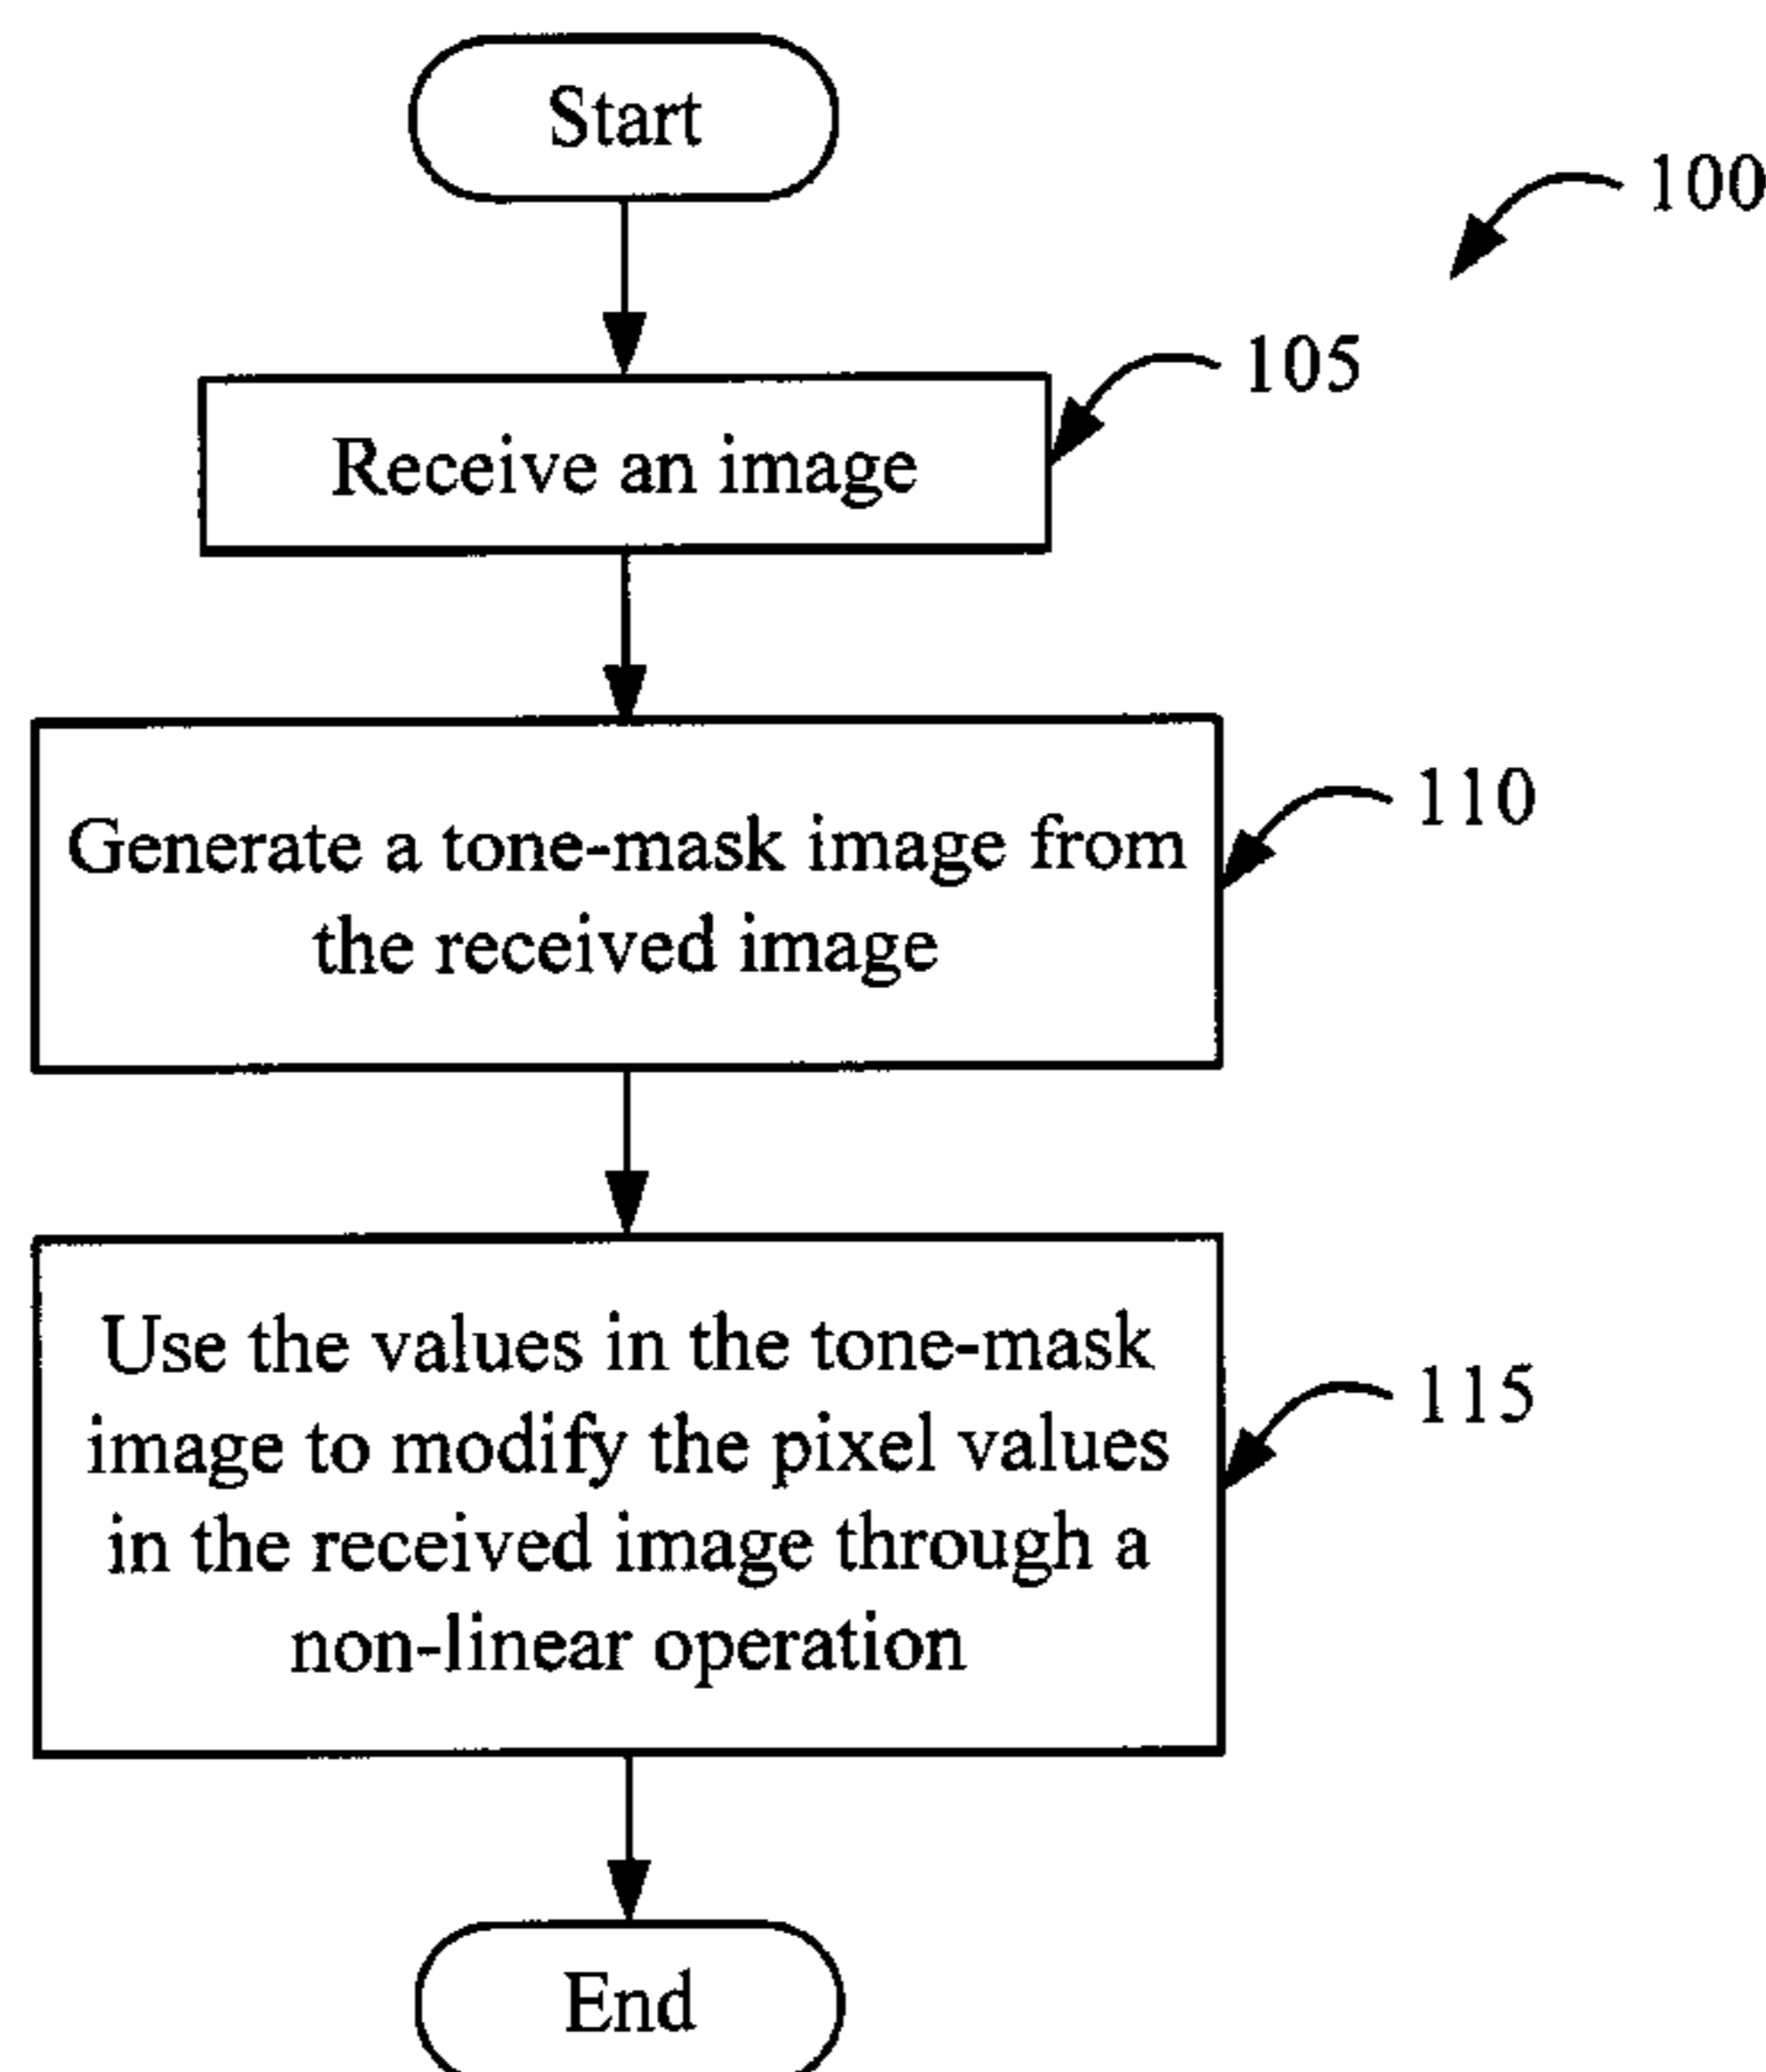 Start
100
105
Receive an image
110
Generate a tone-mask image from
the received image
Use the values in the tone-mask
115
image to modify the pixel values
in the received image through a
non-linear operation
End